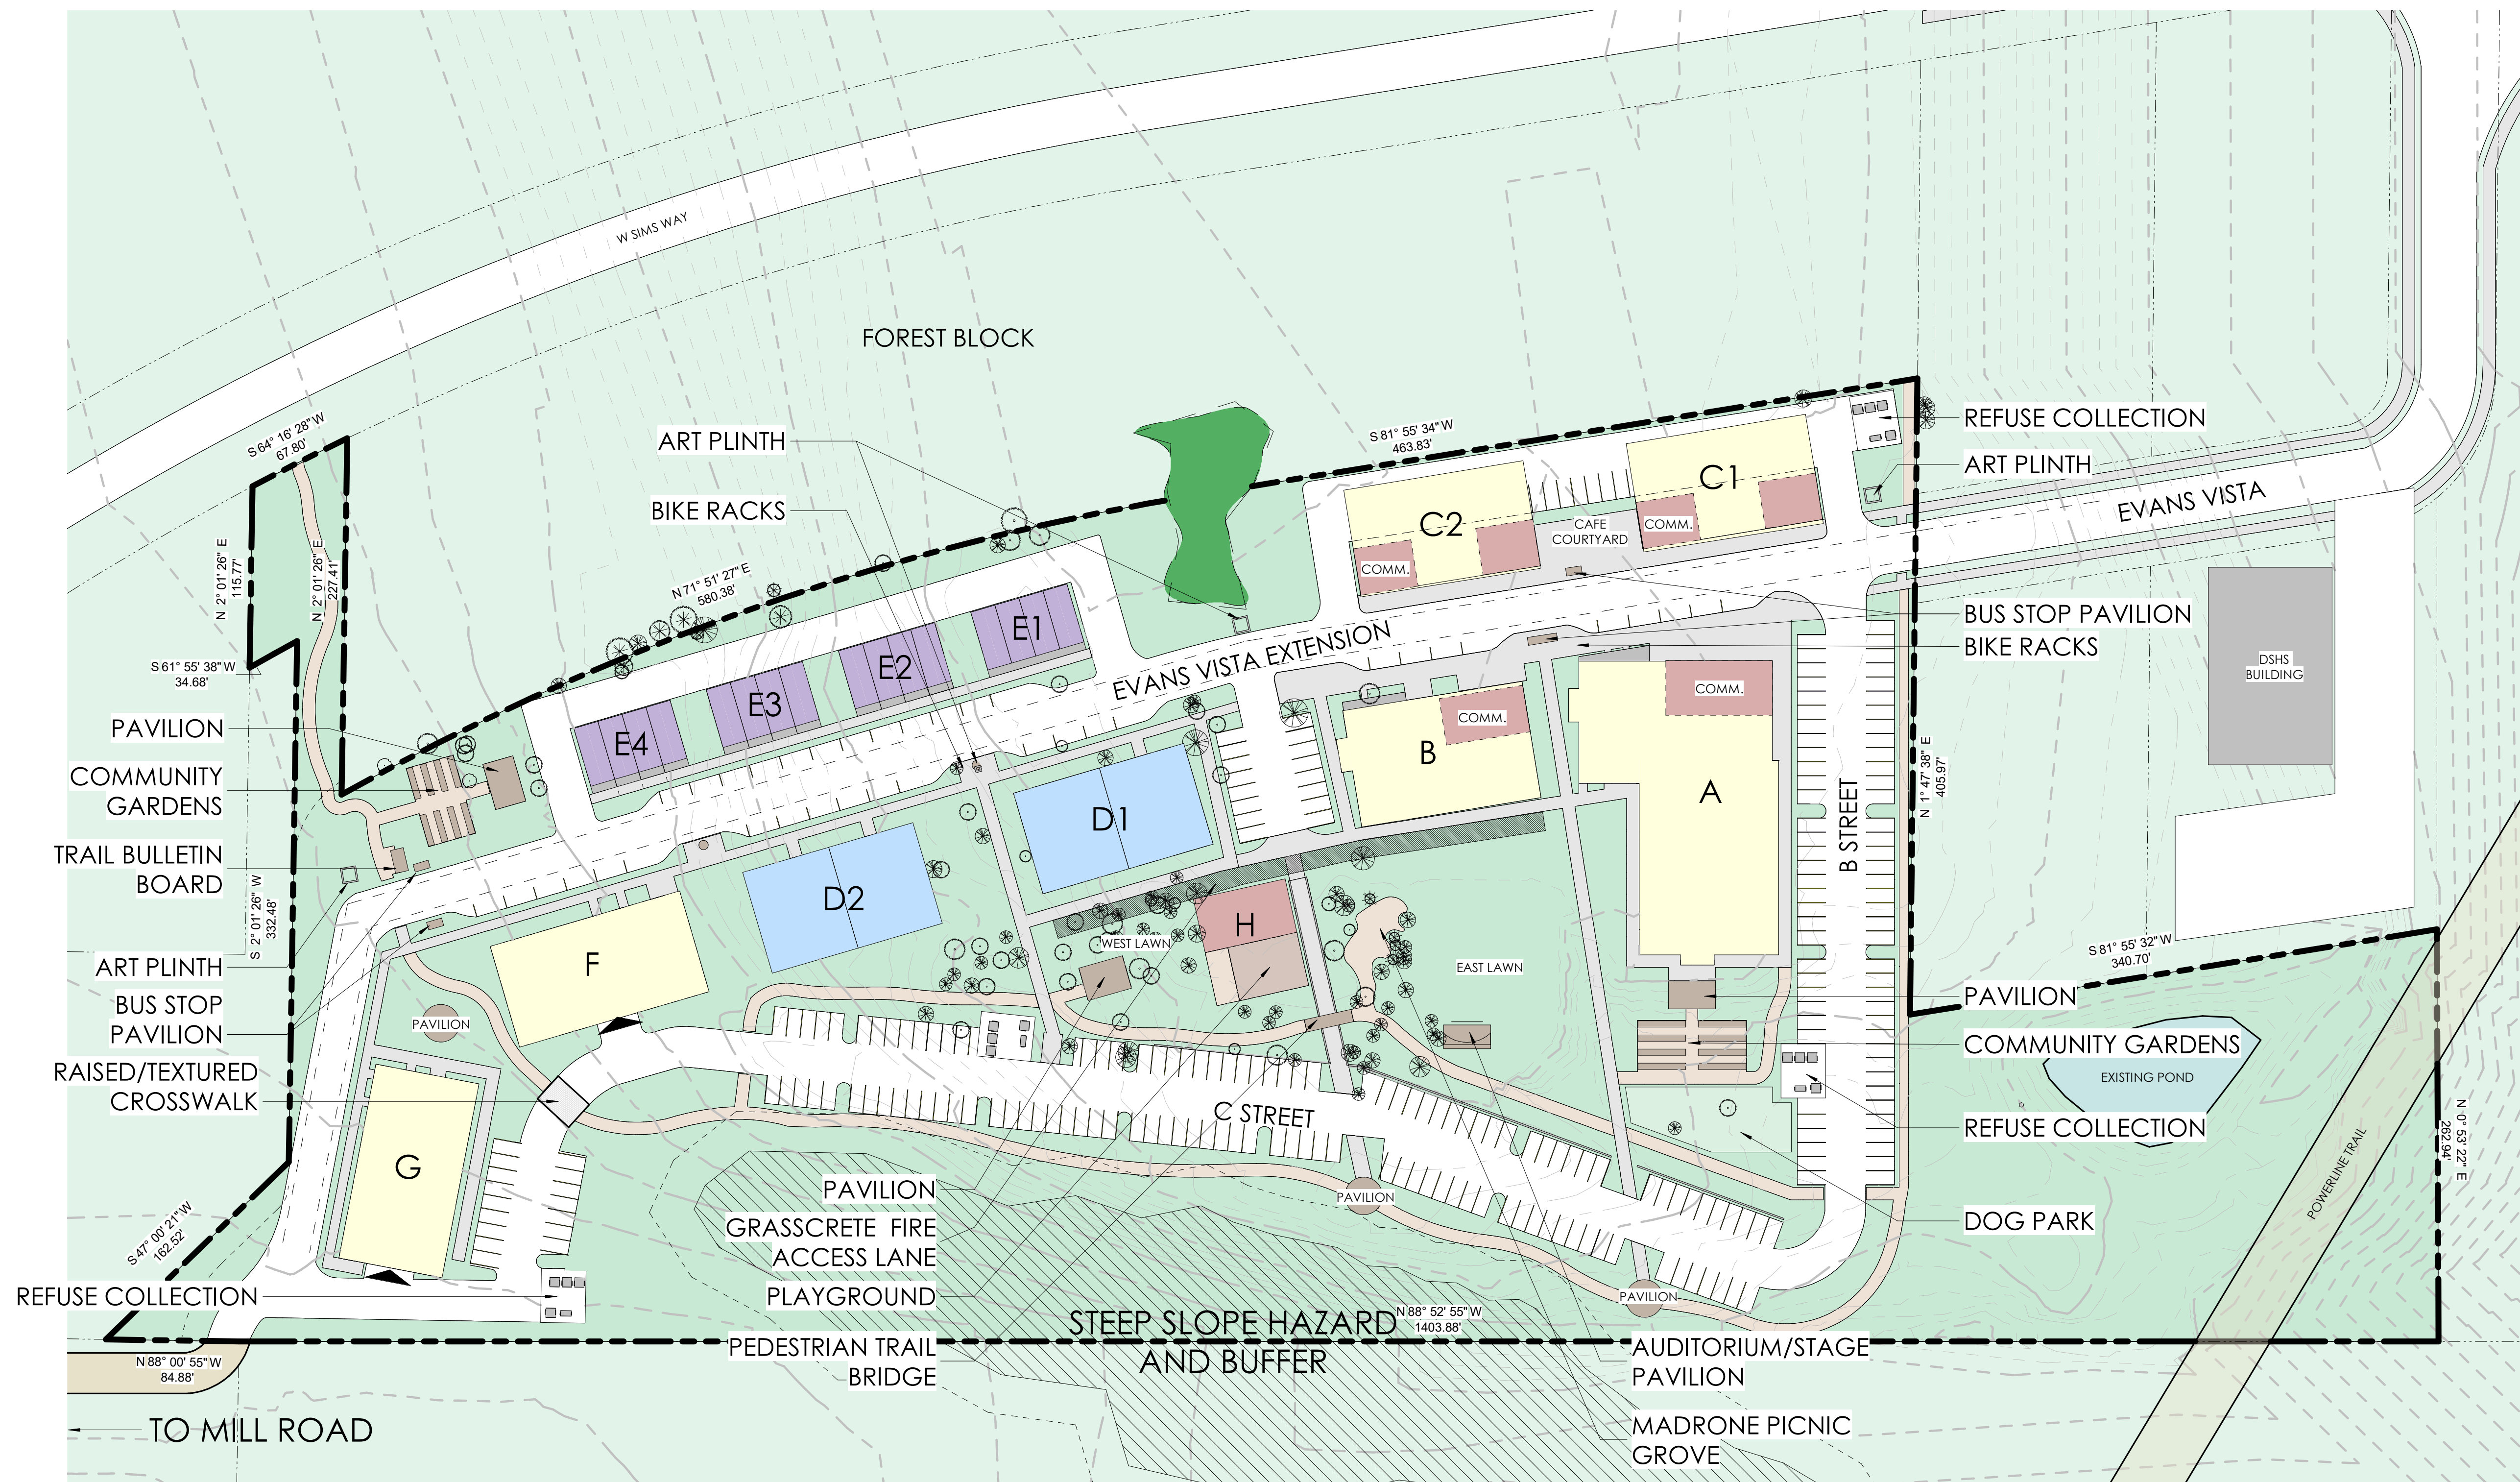 W SIMS WAY
FOREST BLOCK
S 64° 16' 28" W
67.80'
N 2° 01' 26" E
115.77'
N 2° 01' 26" E
227.41'
S 61° 55' 38" W
34.68'
N 71° 51' 27" E
580.38'
S 81° 55' 34" W
463.83'
ART PLINTH
BIKE RACKS
REFUSE COLLECTION
ART PLINTH
EVANS VISTA
BUS STOP PAVILION
BIKE RACKS
DSHS
BUILDING
C1
COMM.
C2
COMM.
CAFE
COURTYARD
E1
E2
E3
E4
EVANS VISTA EXTENSION
PAVILION
COMMUNITY
GARDENS
TRAIL BULLETIN
BOARD
S 2° 01' 26" W
332.48'
ART PLINTH
BUS STOP
PAVILION
RAISED/TEXTURED
CROSSWALK
D1
D2
B
COMM.
A
COMM.
B STREET
N 1° 47' 38" E
405.97'
F
PAVILION
G
H
WEST LAWN
EAST LAWN
C STREET
S 81° 55' 32" W
340.70'
PAVILION
COMMUNITY GARDENS
EXISTING POND
REFUSE COLLECTION
DOG PARK
POWERLINE TRAIL
N 0° 53' 22" E
262.94'
PAVILION
PAVILION
S 47° 00' 21" W
162.52'
REFUSE COLLECTION
PAVILION
GRASSCRETE FIRE
ACCESS LANE
PLAYGROUND
PEDESTRIAN TRAIL
BRIDGE
STEEP SLOPE HAZARD
AND BUFFER
N 88° 52' 55" W
1403.88'
AUDITORIUM/STAGE
PAVILION
MADRONE PICNIC
GROVE
N 88° 00' 55" W
84.88'
TO MILL ROAD